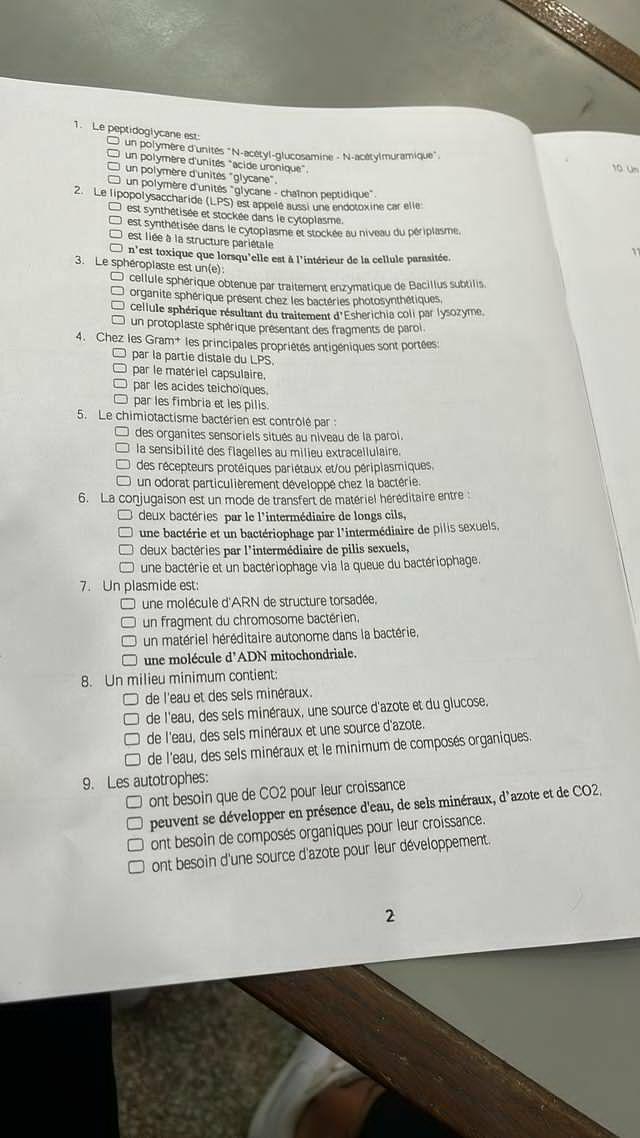 1. Le peptidoglycane est:
un polymère d'unités "N-acétyl-glucosamine - N-acétylmuramique",
un polymère d'unités "acide uronique",
un polymère d'unités "glycane",
un polymère d'unités "glycane - chaînon peptidique".
2. Le lipopolysaccharide (LPS) est appelé aussi une endotoxine car elle:
est synthétisée et stockée dans le cytoplasme,
est synthétisée dans le cytoplasme et stockée au niveau du périplasme,
est liée à la structure pariétale
n'est toxique que lorsqu'elle est à l'intérieur de la cellule parasitée.
3. Le sphéroplaste est un(e):
cellule sphérique obtenue par traitement enzymatique de Bacillus subtilis,
organite sphérique présent chez les bactéries photosynthétiques,
cellule sphérique résultant du traitement d'Esherichia coli par lysozyme,
un protoplaste sphérique présentant des fragments de paroi.
4. Chez les Gram+ les principales propriétés antigéniques sont portées:
par la partie distale du LPS,
par le matériel capsulaire,
par les acides teichoïques,
par les fimbria et les pilis.
5. Le chimiotactisme bactérien est contrôlé par :
des organites sensoriels situés au niveau de la paroi,
la sensibilité des flagelles au milieu extracellulaire,
des récepteurs protéiques pariétaux et/ou périplasmiques,
un odorat particulièrement développé chez la bactérie.
6. La conjugaison est un mode de transfert de matériel héréditaire entre :
deux bactéries par le l'intermédiaire de longs cils,
une bactérie et un bactériophage par l'intermédiaire de pilis sexuels,
deux bactéries par l'intermédiaire de pilis sexuels,
une bactérie et un bactériophage via la queue du bactériophage.
7. Un plasmide est:
une molécule d'ARN de structure torsadée,
un fragment du chromosome bactérien,
un matériel héréditaire autonome dans la bactérie,
une molécule d'ADN mitochondriale.
8. Un milieu minimum contient:
de l'eau et des sels minéraux.
de l'eau, des sels minéraux, une source d'azote et du glucose,
de l'eau, des sels minéraux et une source d'azote.
de l'eau, des sels minéraux et le minimum de composés organiques.
9. Les autotrophes:
ont besoin que de CO2 pour leur croissance
peuvent se développer en présence d'eau, de sels minéraux, d'azote et de CO2,
ont besoin de composés organiques pour leur croissance.
ont besoin d'une source d'azote pour leur développement.
2
10. Un
11